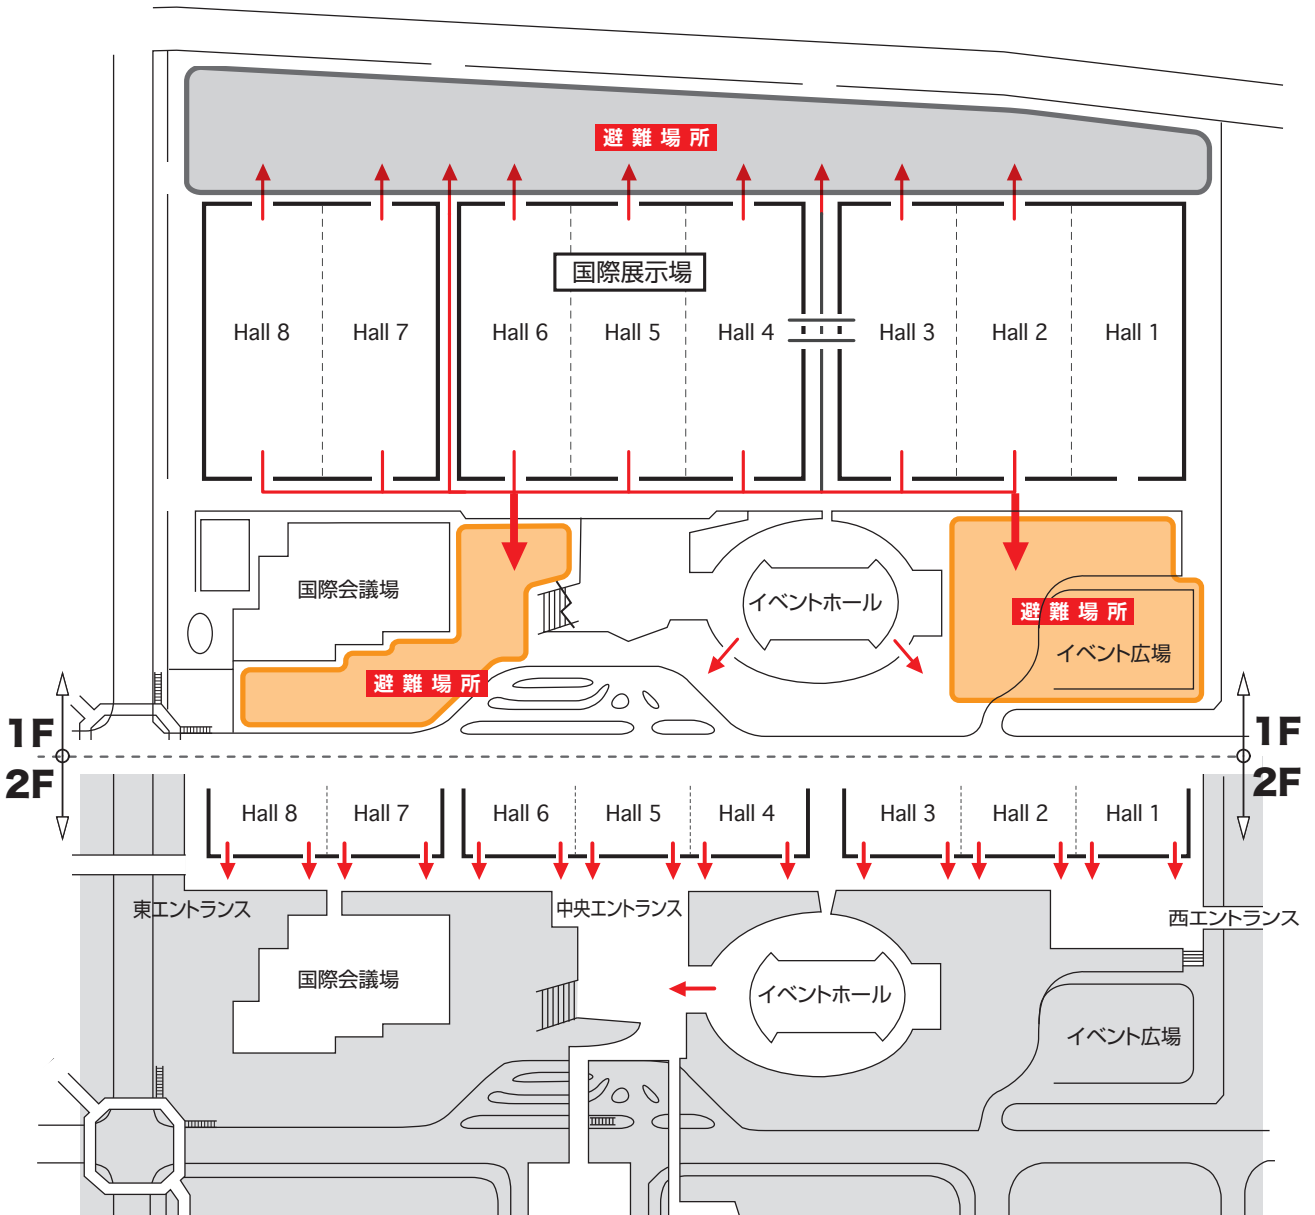 避難場所
国際展示場
Hall 8
Hall 7
Hall 6
Hall 5
Hall 4
Hall 3
Hall 2
Hall 1
国際会議場
イベントホール
避難場所
イベント広場
避難場所
1F
1F
2F
2F
Hall 8
Hall 7
Hall 6
Hall 5
Hall 4
Hall 3
Hall 2
Hall 1
東エントランス
中央エントランス
西エントランス
国際会議場
イベントホール
イベント広場